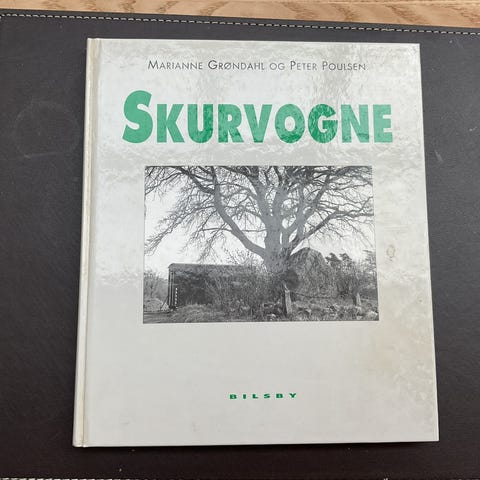 MARIANNE GRØNDAHL OG PETER POULSEN
SKURVOGNE
BILSBY